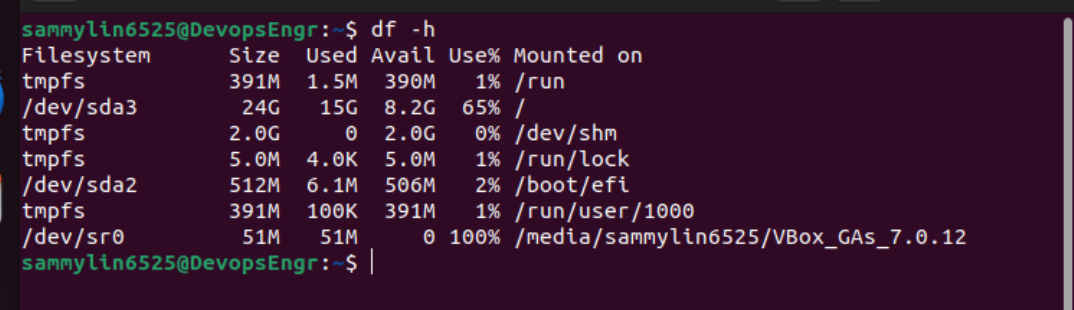 sammylin6525@DevopsEngr:~$ df -h
Filesystem      Size  Used Avail Use% Mounted on
tmpfs           391M  1.5M  390M   1% /run
/dev/sda3        24G   15G  8.2G  65% /
tmpfs           2.0G     0  2.0G   0% /dev/shm
tmpfs           5.0M  4.0K  5.0M   1% /run/lock
/dev/sda2       512M  6.1M  506M   2% /boot/efi
tmpfs           391M  100K  391M   1% /run/user/1000
/dev/sr0         51M   51M     0 100% /media/sammylin6525/VBox_GAs_7.0.12
sammylin6525@DevopsEngr:~$